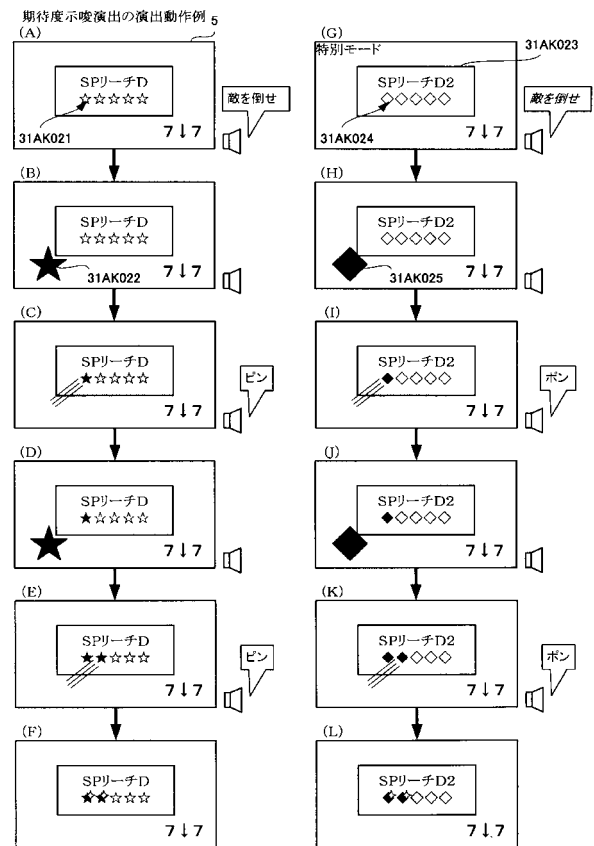 期待度示唆演出の演出動作例
5
(A)
SPリーチD
☆☆☆☆☆
31AK021
7↓7
敵を倒せ
(B)
SPリーチD
☆☆☆☆☆
31AK022
7↓7
(C)
SPリーチD
★☆☆☆☆
7↓7
ピン
(D)
SPリーチD
★☆☆☆☆
7↓7
(E)
SPリーチD
★★☆☆☆
7↓7
ピン
(F)
SPリーチD
★★☆☆☆
7↓7
(G)
特別モード
31AK023
SPリーチD2
◇◇◇◇◇
31AK024
7↓7
敵を倒せ
(H)
SPリーチD2
◇◇◇◇◇
31AK025
7↓7
(I)
SPリーチD2
◆◇◇◇◇
7↓7
ポン
(J)
SPリーチD2
◆◇◇◇◇
7↓7
(K)
SPリーチD2
◆◆◇◇◇
7↓7
ポン
(L)
SPリーチD2
◆◆◇◇◇
7↓7